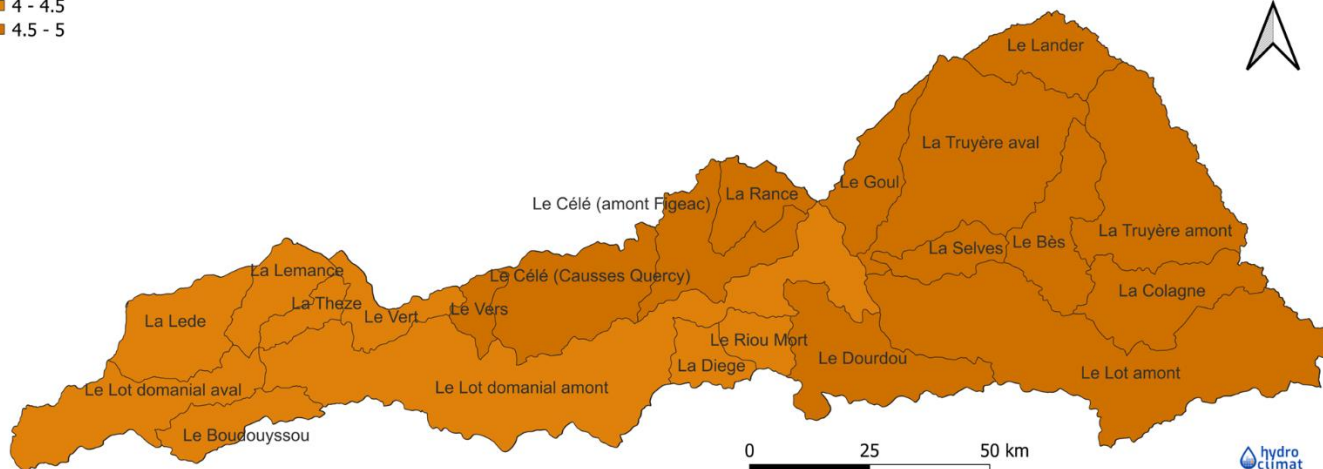 4 - 4.5
4.5 - 5
Le Lander
La Truyère aval
Le Goul
La Rance
Le Célé (amont Figeac)
La Truyère amont
La Selves
Le Bès
La Lemance
Le Célé (Causses Quercy)
La Colagne
La Theze
Le Vers
La Lede
Le Vert
Le Riou Mort
Le Dourdou
La Diege
Le Lot amont
Le Lot domanial aval
Le Lot domanial amont
Le Boudouyssou
0 25 50 km
hydro
climat